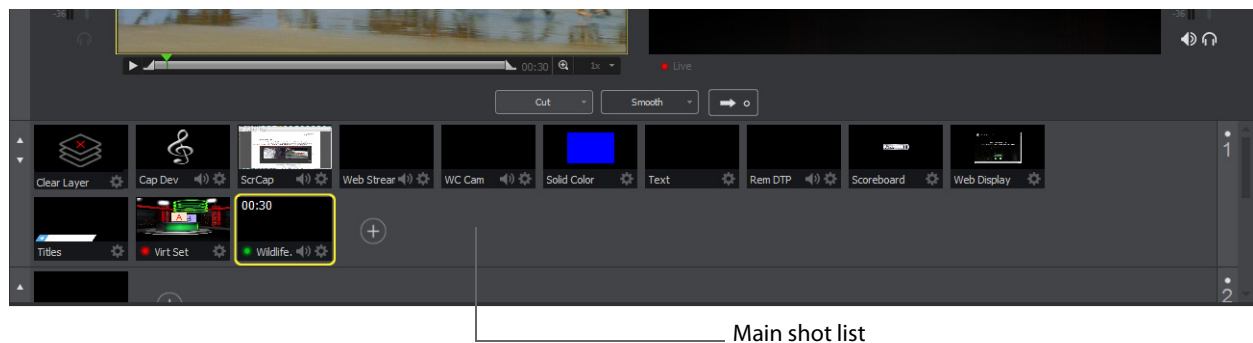 -36
-36
00:30
1x
Live
Cut
Smooth
Clear Layer
Cap Dev
ScrCap
Web Strear
WC Cam
Solid Color
Text
Rem DTP
Scoreboard
Web Display
1
00:30
A
Titles
Virt Set
Wildlife.
2
Main shot list